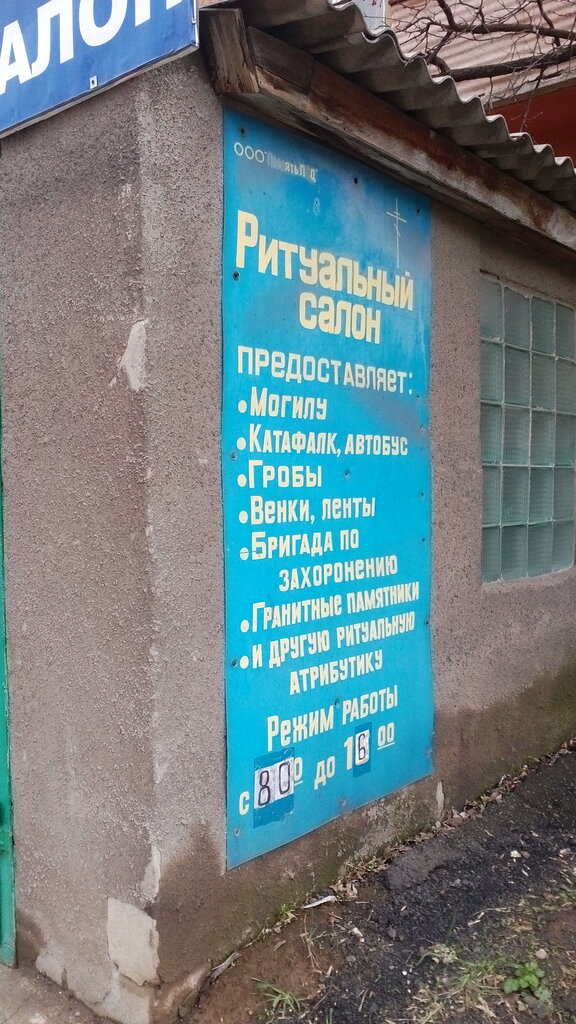 АЛОН
ООО
Ритуальный
салон
предоставляет:
•Могилу
•Катафалк, автобус
•Гробы
•Венки, ленты
•Бригада по
захоронению
•Гранитные памятники
•и другую ритуальную
атрибутику
Режим работы
с 8 00 до 16 00